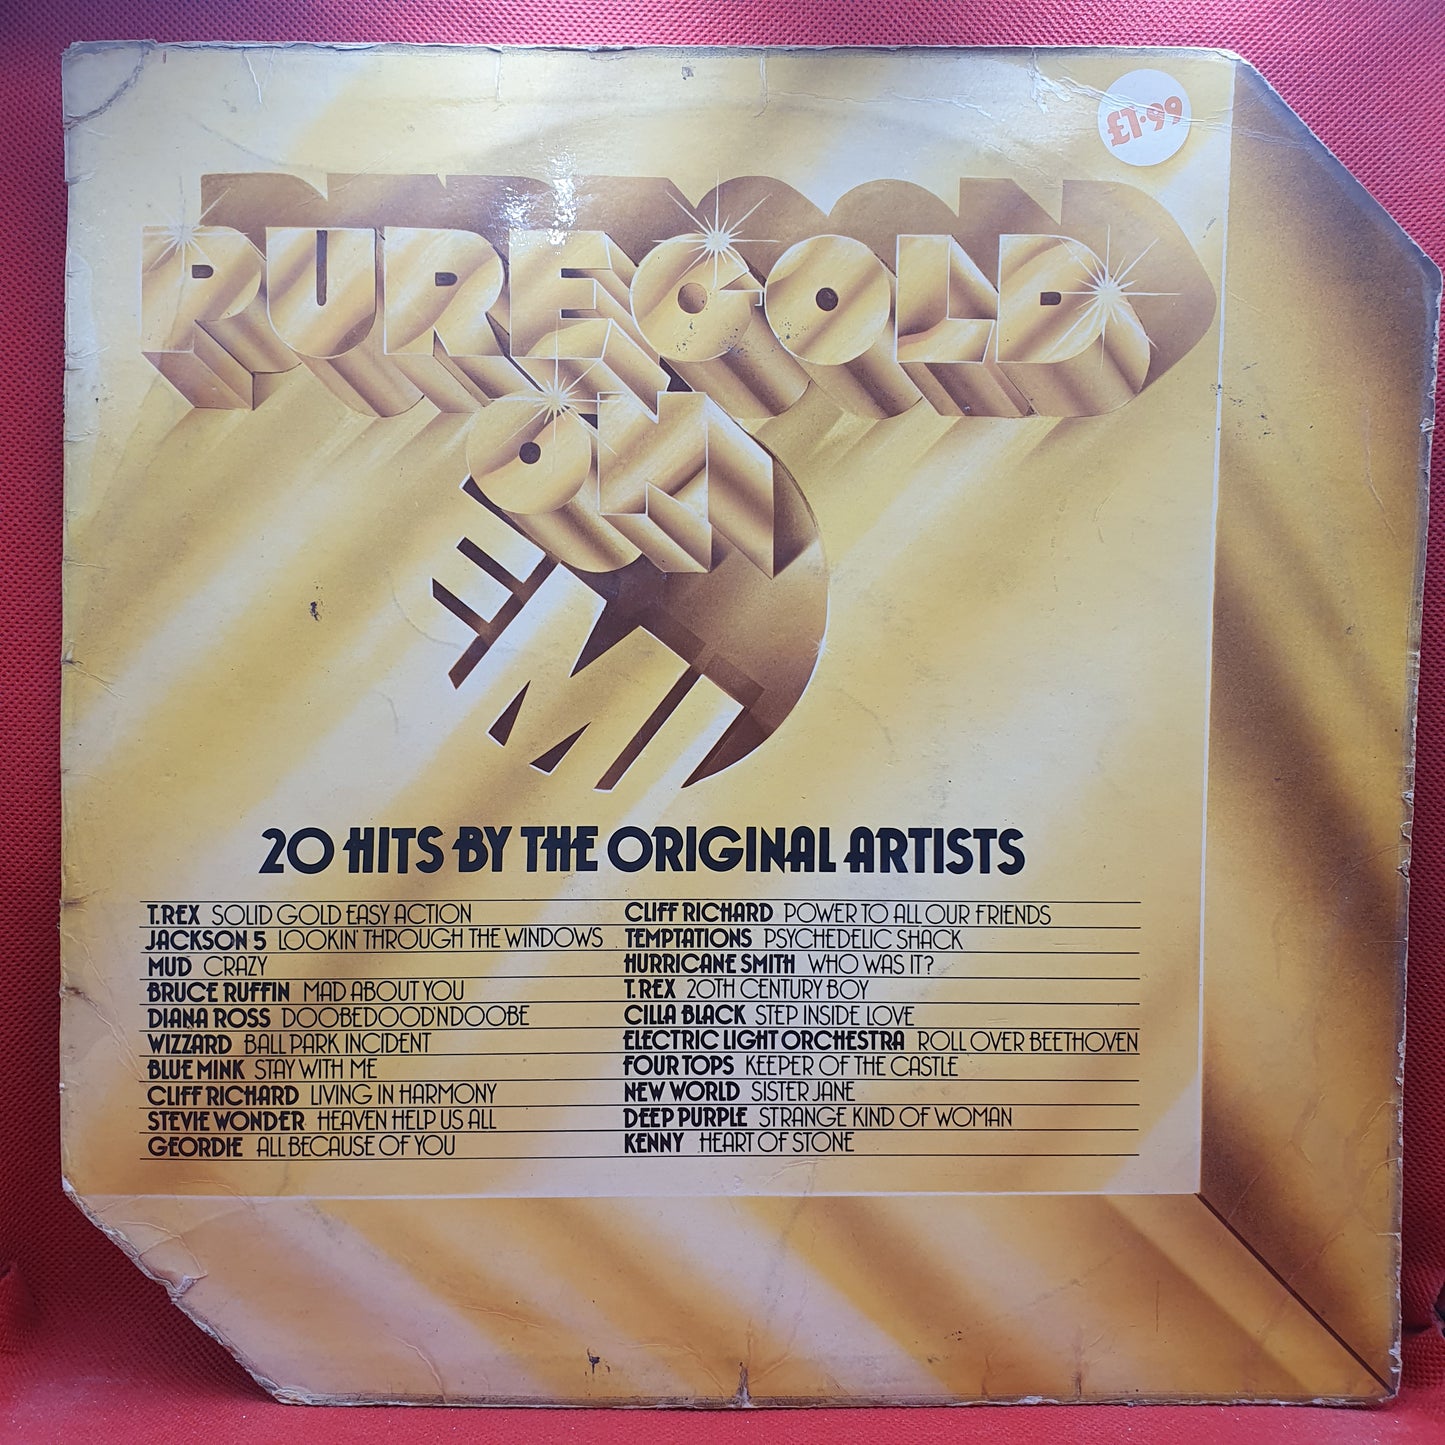 £1.99
PURE GOLD
ON
EMI
20 HITS BY THE ORIGINAL ARTISTS
T.REX SOLID GOLD EASY ACTION
JACKSON 5 LOOKIN' THROUGH THE WINDOWS
MUD CRAZY
BRUCE RUFFIN MAD ABOUT YOU
DIANA ROSS DOOBEDOOD'NDOOBE
WIZZARD BALL PARK INCIDENT
BLUE MINK STAY WITH ME
CLIFF RICHARD LIVING IN HARMONY
STEVIE WONDER HEAVEN HELP US ALL
GEORDIE ALL BECAUSE OF YOU
CLIFF RICHARD POWER TO ALL OUR FRIENDS
TEMPTATIONS PSYCHEDELIC SHACK
HURRICANE SMITH WHO WAS IT?
T.REX 20TH CENTURY BOY
CILLA BLACK STEP INSIDE LOVE
ELECTRIC LIGHT ORCHESTRA ROLL OVER BEETHOVEN
FOUR TOPS KEEPER OF THE CASTLE
NEW WORLD SISTER JANE
DEEP PURPLE STRANGE KIND OF WOMAN
KENNY HEART OF STONE